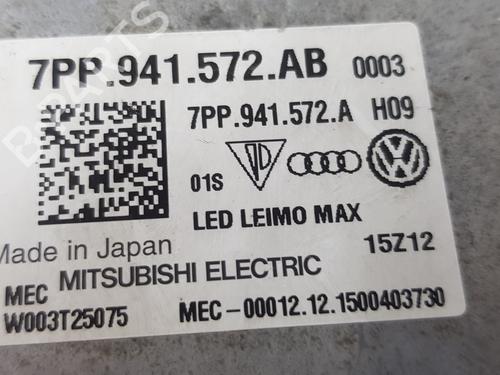 7PP.941.572.AB 0003
7PP.941.572.A H09
01S
LED LEIMO MAX
Made in Japan 15Z12
MEC MITSUBISHI ELECTRIC
W003T25075 MEC-00012.12.1500403730